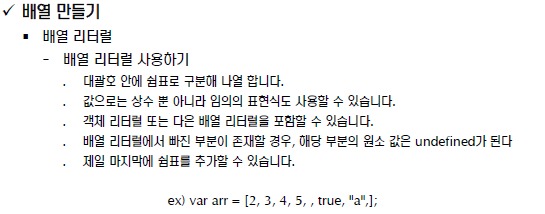 ✓ 배열 만들기
▪ 배열 리터럴
- 배열 리터럴 사용하기
. 대괄호 안에 쉼표로 구분해 나열 합니다.
. 값으로는 상수 뿐 아니라 임의의 표현식도 사용할 수 있습니다.
. 객체 리터럴 또는 다은 배열 리터럴을 포함할 수 있습니다.
. 배열 리터럴에서 빠진 부분이 존재할 경우, 해당 부분의 원소 값은 undefined가 된다
. 제일 마지막에 쉼표를 추가할 수 있습니다.
ex) var arr = [2, 3, 4, 5, , true, "a",];